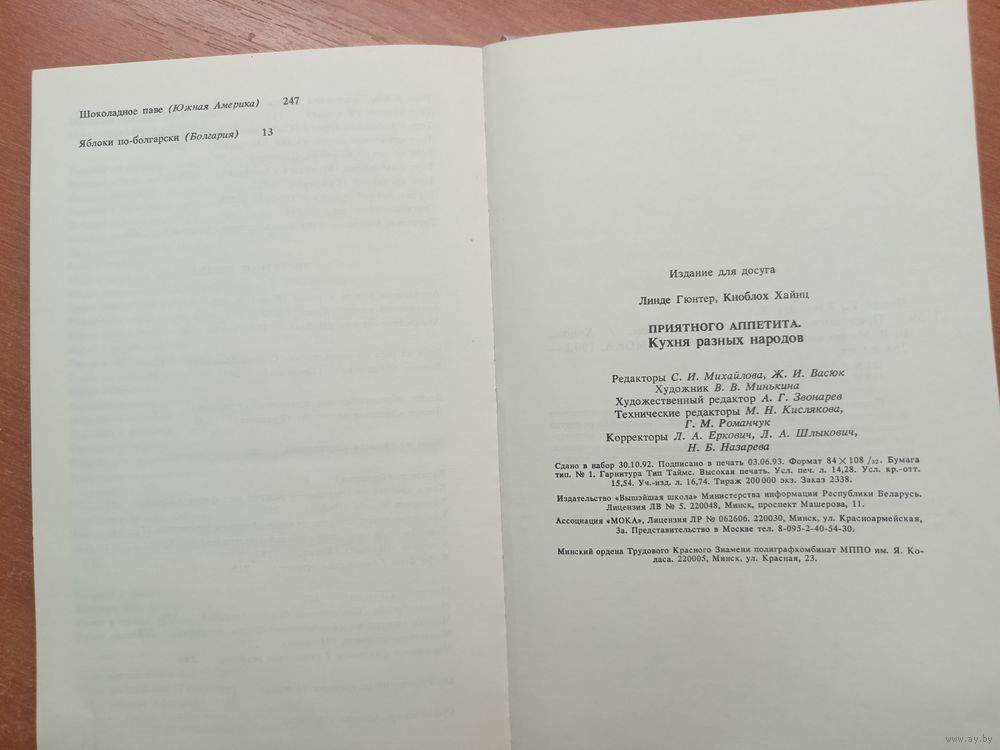 Шоколадное паве (Южная Америка) 247
Яблоки по-болгарски (Болгария) 13
Издание для досуга
Линде Гюнтер, Кноблох Хайнц
ПРИЯТНОГО АППЕТИТА.
Кухня разных народов
Редакторы С. И. Михайлова, Ж. И. Васюк
Художник В. В. Минькина
Художественный редактор А. Г. Звонарев
Технические редакторы М. Н. Кислякова,
Г. М. Романчук
Корректоры Л. А. Еркович, Л. А. Шлыкович,
Н. Б. Назарева
Сдано в набор 30.10.92. Подписано в печать 03.06.93. Формат 84×108 /32. Бумага
тип. № 1. Гарнитура Тип Таймс. Высокая печать. Усл. печ. л. 14,28. Усл. кр.-отт.
15,54. Уч.-изд. л. 16,74. Тираж 200 000 экз. Заказ 2338.
Издательство «Вышэйшая школа» Министерства информации Республики Беларусь.
Лицензия ЛВ № 5. 220048, Минск, проспект Машерова, 11.
Ассоциация «МОКА», Лицензия ЛР № 062606. 220030, Минск, ул. Красноармейская,
3а. Представительство в Москве тел. 8-095-2-40-54-30.
Минский ордена Трудового Красного Знамени полиграфкомбинат МППО им. Я. Ко-
ласа. 220005, Минск, ул. Красная, 23.
www.ay.by